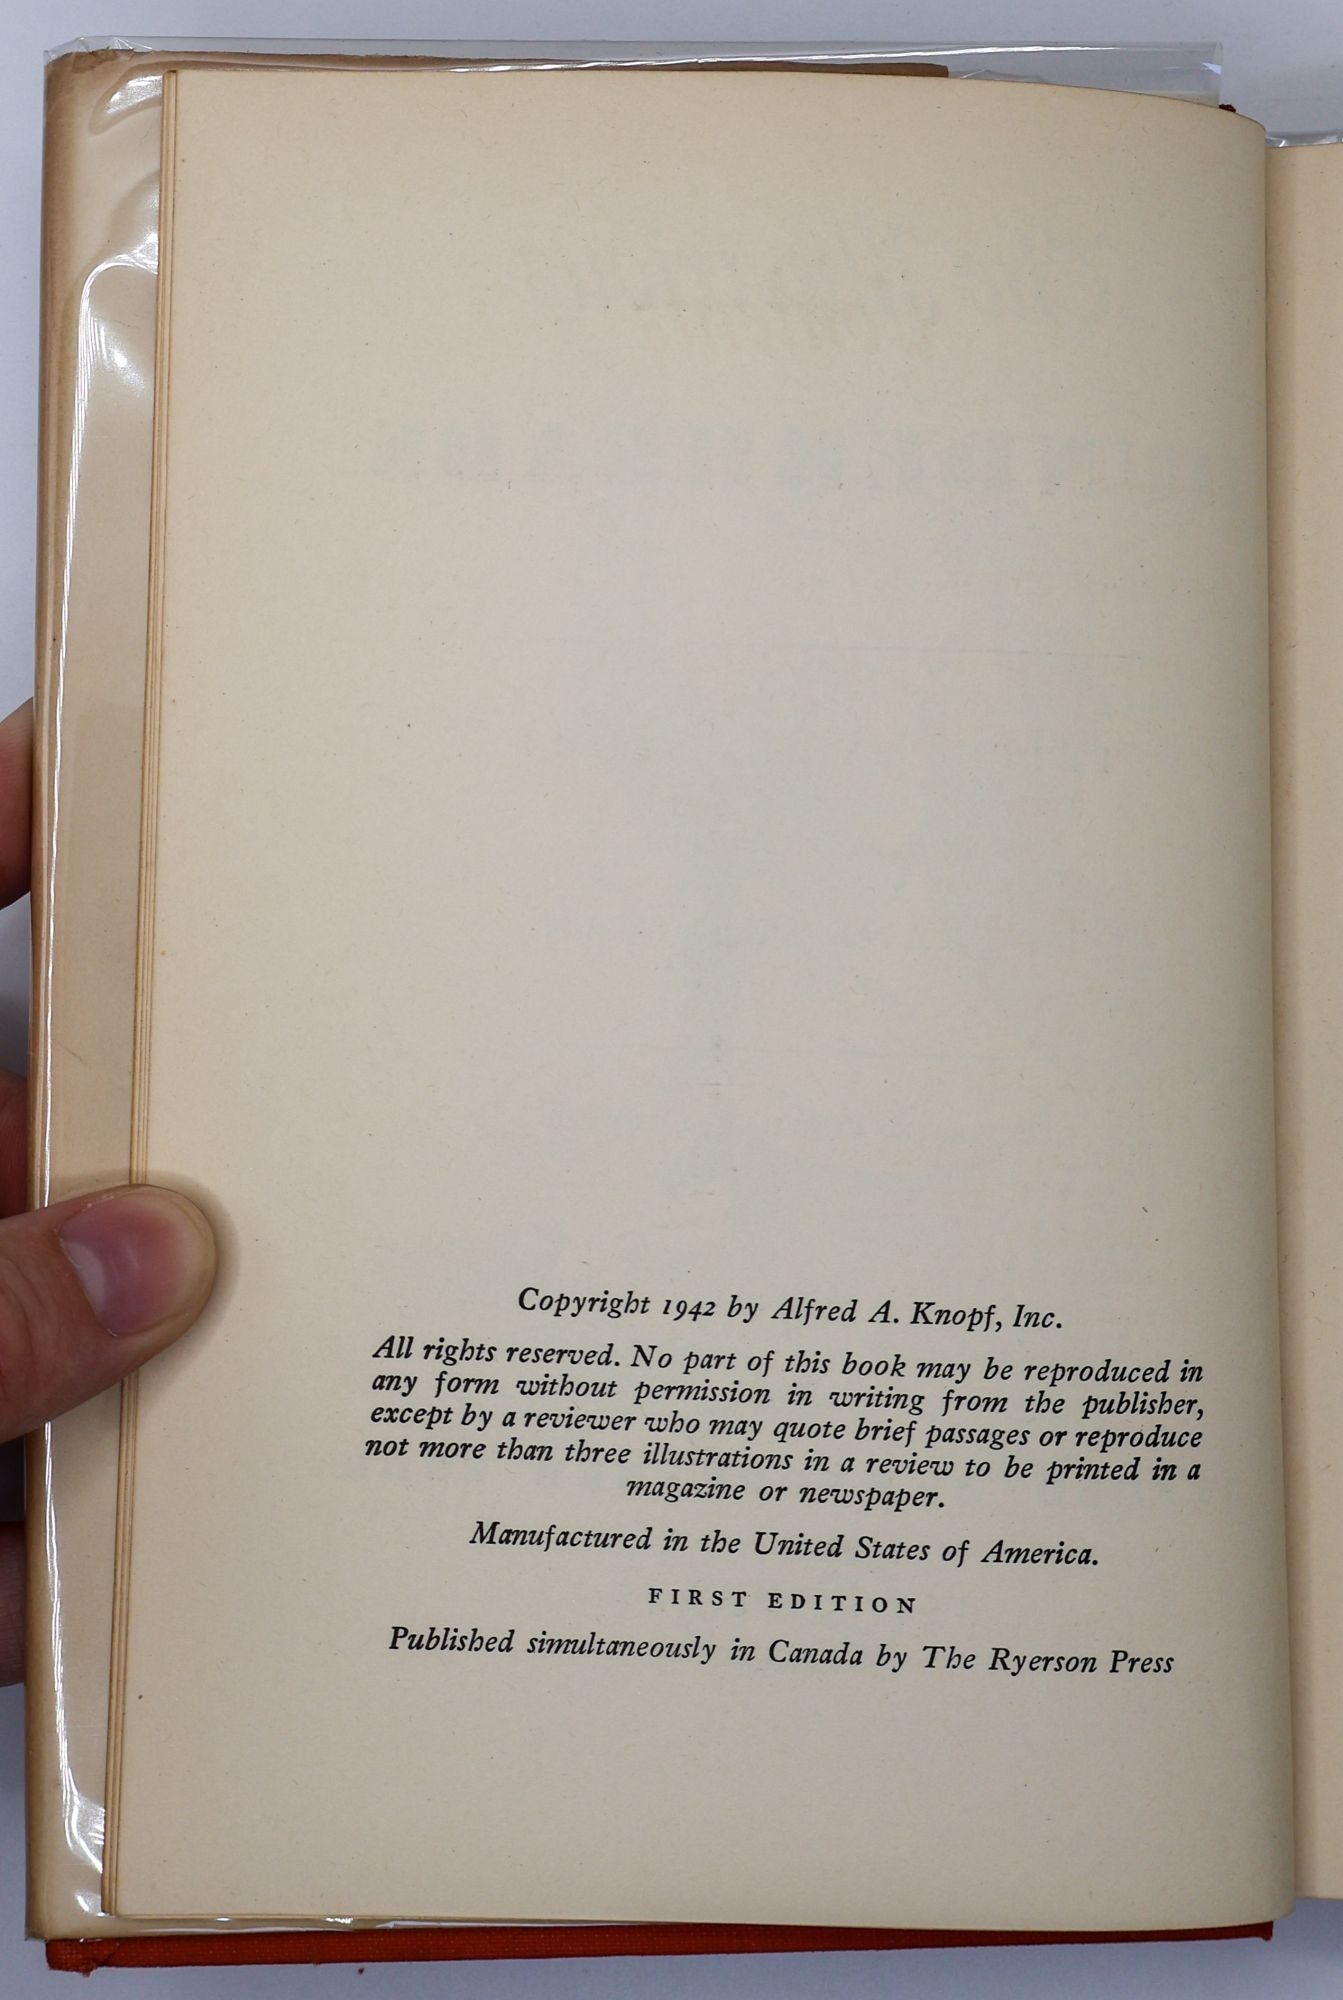 Copyright 1942 by Alfred A. Knopf, Inc.
All rights reserved. No part of this book may be reproduced in
any form without permission in writing from the publisher,
except by a reviewer who may quote brief passages or reproduce
not more than three illustrations in a review to be printed in a
magazine or newspaper.
Manufactured in the United States of America.
FIRST EDITION
Published simultaneously in Canada by The Ryerson Press